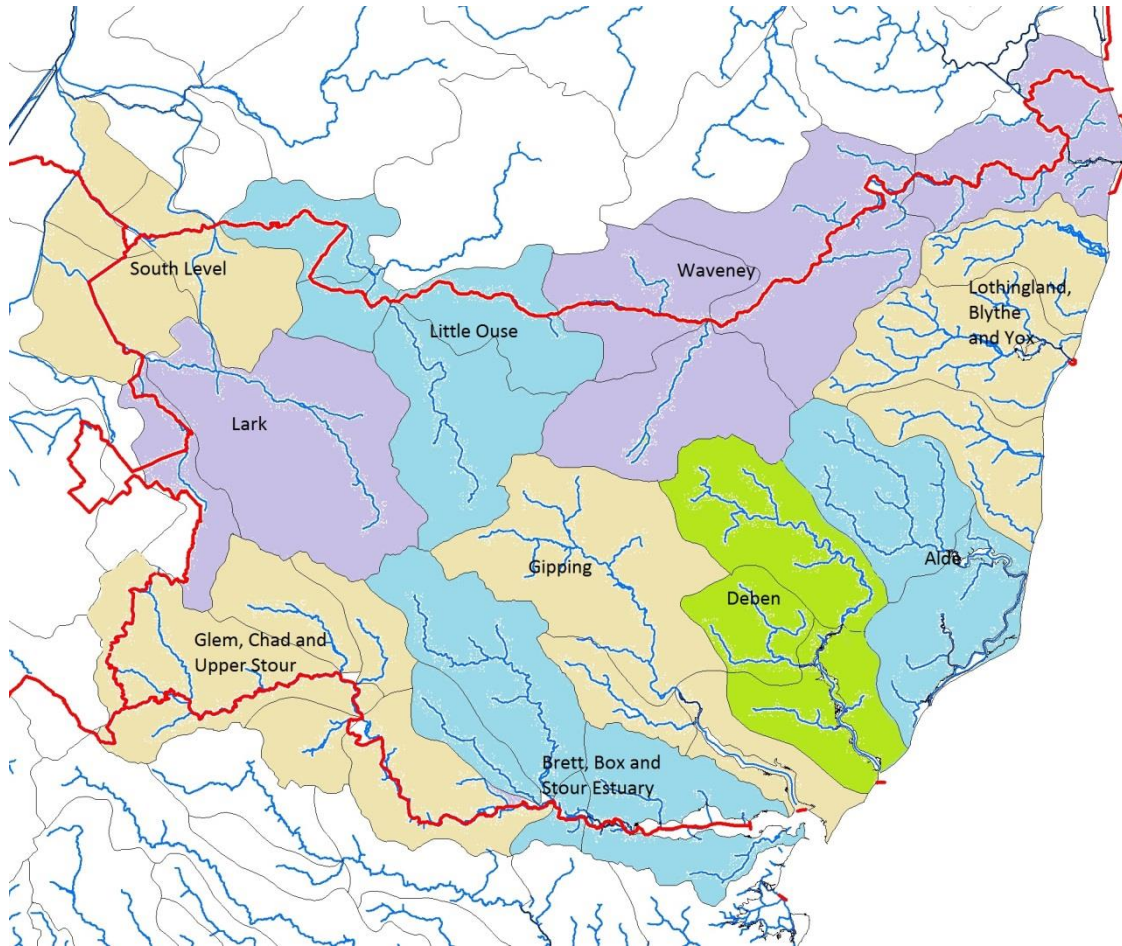 South Level
Waveney
Lothingland,
Blythe
and Yox
Little Ouse
Lark
Alde
Gipping
Deben
Glem, Chad and
Upper Stour
Brett, Box and
Stour Estuary